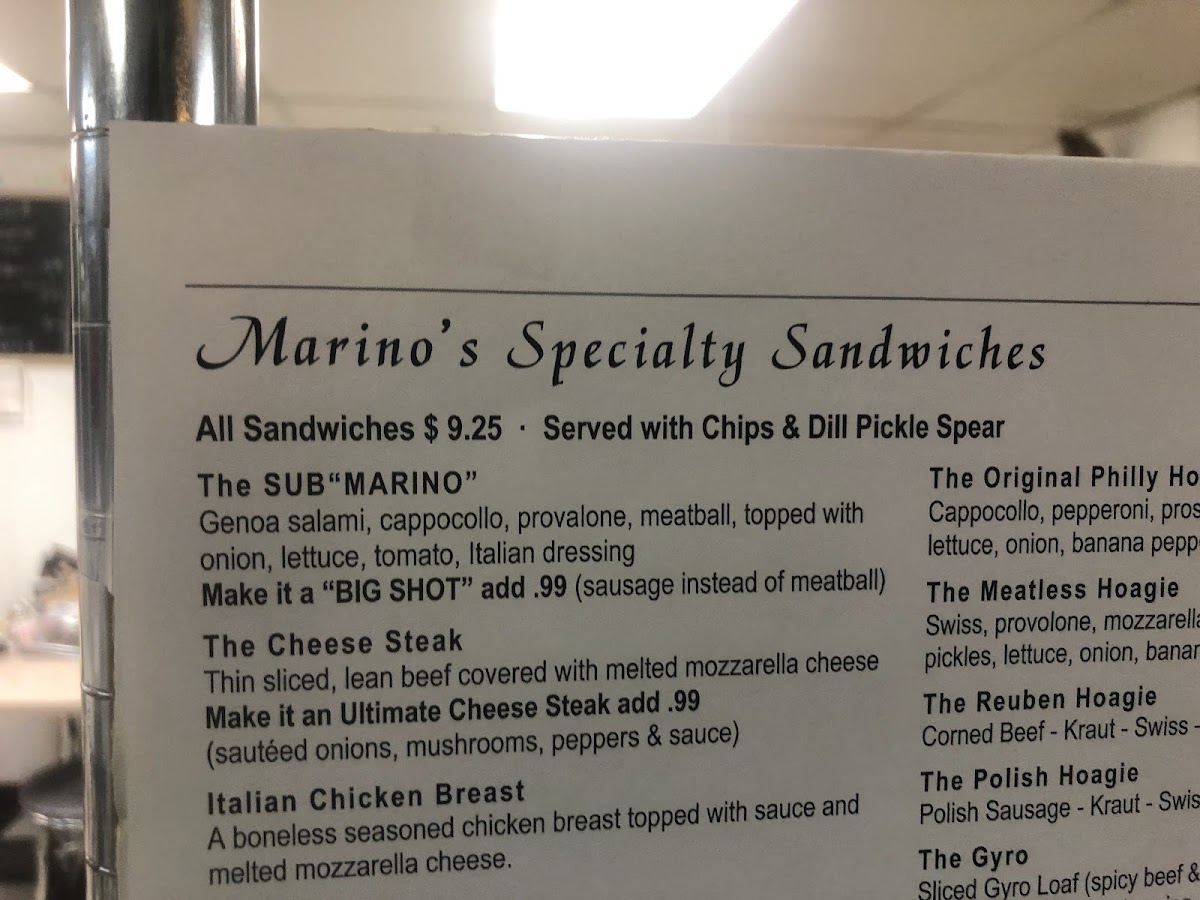 Marino's Specialty Sandwiches
All Sandwiches $ 9.25 · Served with Chips & Dill Pickle Spear
The SUB“MARINO”
Genoa salami, cappocollo, provalone, meatball, topped with
onion, lettuce, tomato, Italian dressing
Make it a “BIG SHOT” add .99 (sausage instead of meatball)
The Cheese Steak
Thin sliced, lean beef covered with melted mozzarella cheese
Make it an Ultimate Cheese Steak add .99
(sautéed onions, mushrooms, peppers & sauce)
Italian Chicken Breast
A boneless seasoned chicken breast topped with sauce and
melted mozzarella cheese.
The Original Philly
Cappocollo, pepperoni,
lettuce, onion, banana
The Meatless Hoagie
Swiss, provolone, mozzarella
pickles, lettuce, onion,
The Reuben Hoagie
Corned Beef - Kraut - Swiss -
The Polish Hoagie
Polish Sausage - Kraut -
The Gyro
Sliced Gyro Loaf (spicy beef &